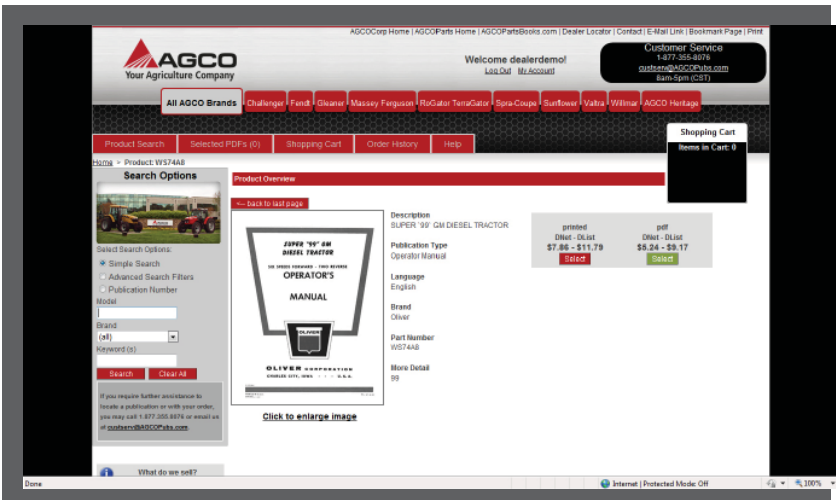 AGCOCorp Home | AGCOParts Home | AGCOPartsBooks.com | Dealer Locator | Contact | E-Mail Link | Bookmark Page | Print
AGCO
Your Agriculture Company
Welcome dealerdemo!
Log Out My Account
Customer Service
1-877-355-8076
custserv@AGCOPubs.com
8am-5pm (CST)
All AGCO Brands Challenger Fendt Gleaner Massey Ferguson RoGator TerraGator Spra-Coupe Sunflower Valtra Willmar AGCO Heritage
Product Search Selected PDFs (0) Shopping Cart Order History Help
Shopping Cart
Items in Cart: 0
Home > Product: WS74A8
Search Options
Select Search Options:
Simple Search
Advanced Search Filters
Publication Number
Model
Brand
(all)
Keyword(s)
Search Clear All
If you require further assistance to
locate a publication or with your order,
you may call 1.877.355.8076 or email us
at custserv@AGCOPubs.com.
What do we sell?
Product Overview
<-- back to last page
SUPER "99" GM
DIESEL TRACTOR
SIX SPEEDS FORWARD - TWO REVERSE
OPERATOR'S
MANUAL
OLIVER
OLIVER CORPORATION
CHARLES CITY, IOWA - - - U.S.A.
Click to enlarge image
Description
SUPER '99' GM DIESEL TRACTOR
Publication Type
Operator Manual
Language
English
Brand
Oliver
Part Number
WS74A8
More Detail
99
printed
DNet - DList
$7.86 - $11.79
Select
pdf
DNet - DList
$5.24 - $9.17
Select
Done
Internet | Protected Mode: Off
100%